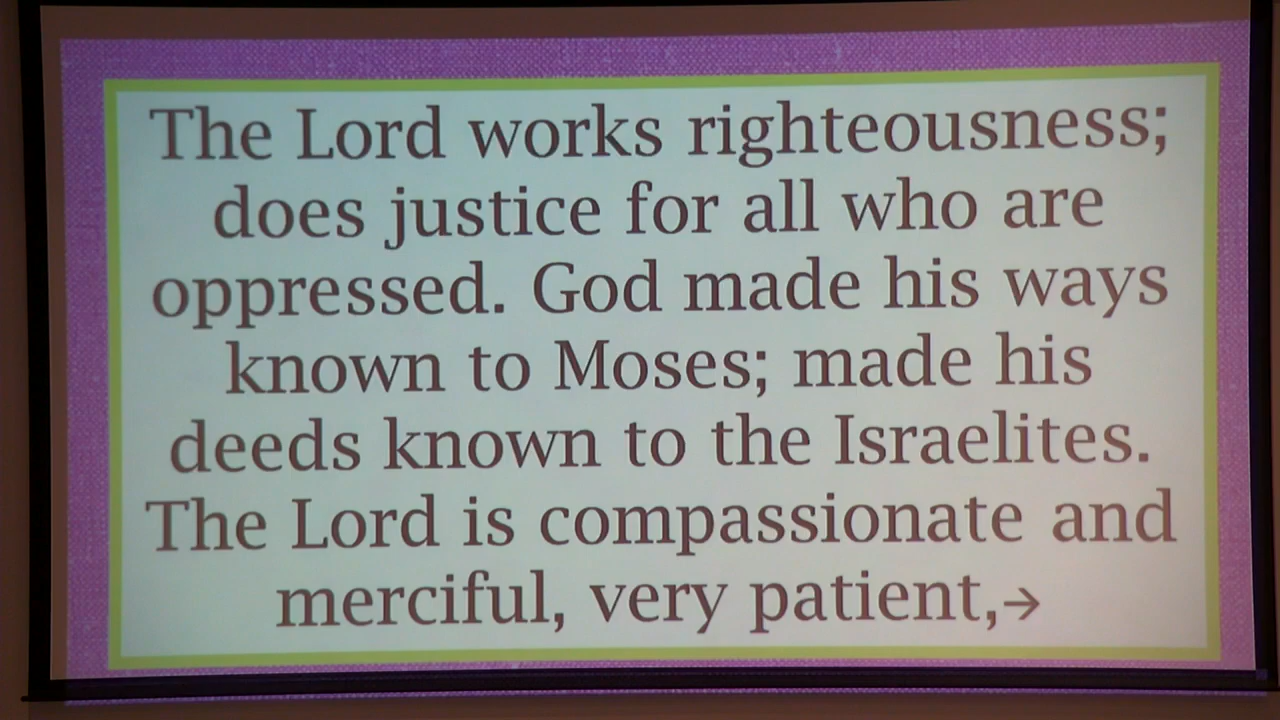 The Lord works righteousness;
does justice for all who are
oppressed. God made his ways
known to Moses; made his
deeds known to the Israelites.
The Lord is compassionate and
merciful, very patient,→